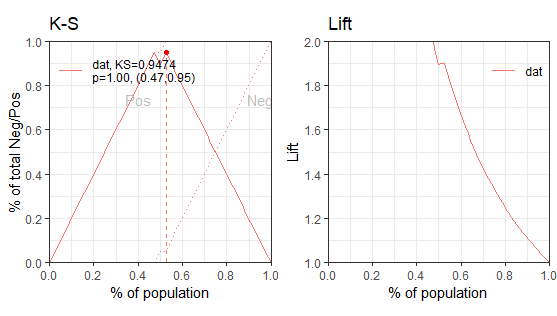 K-S
% of total Neg/Pos
1.0
0.8
0.6
0.4
0.2
0.0
dat, KS=0.9474
p=1.00, (0.47,0.95)
Pos
Neg
0.0 0.2 0.4 0.6 0.8 1.0
% of population
Lift
Lift
2.0
1.8
1.6
1.4
1.2
1.0
dat
0.0 0.2 0.4 0.6 0.8 1.0
% of population